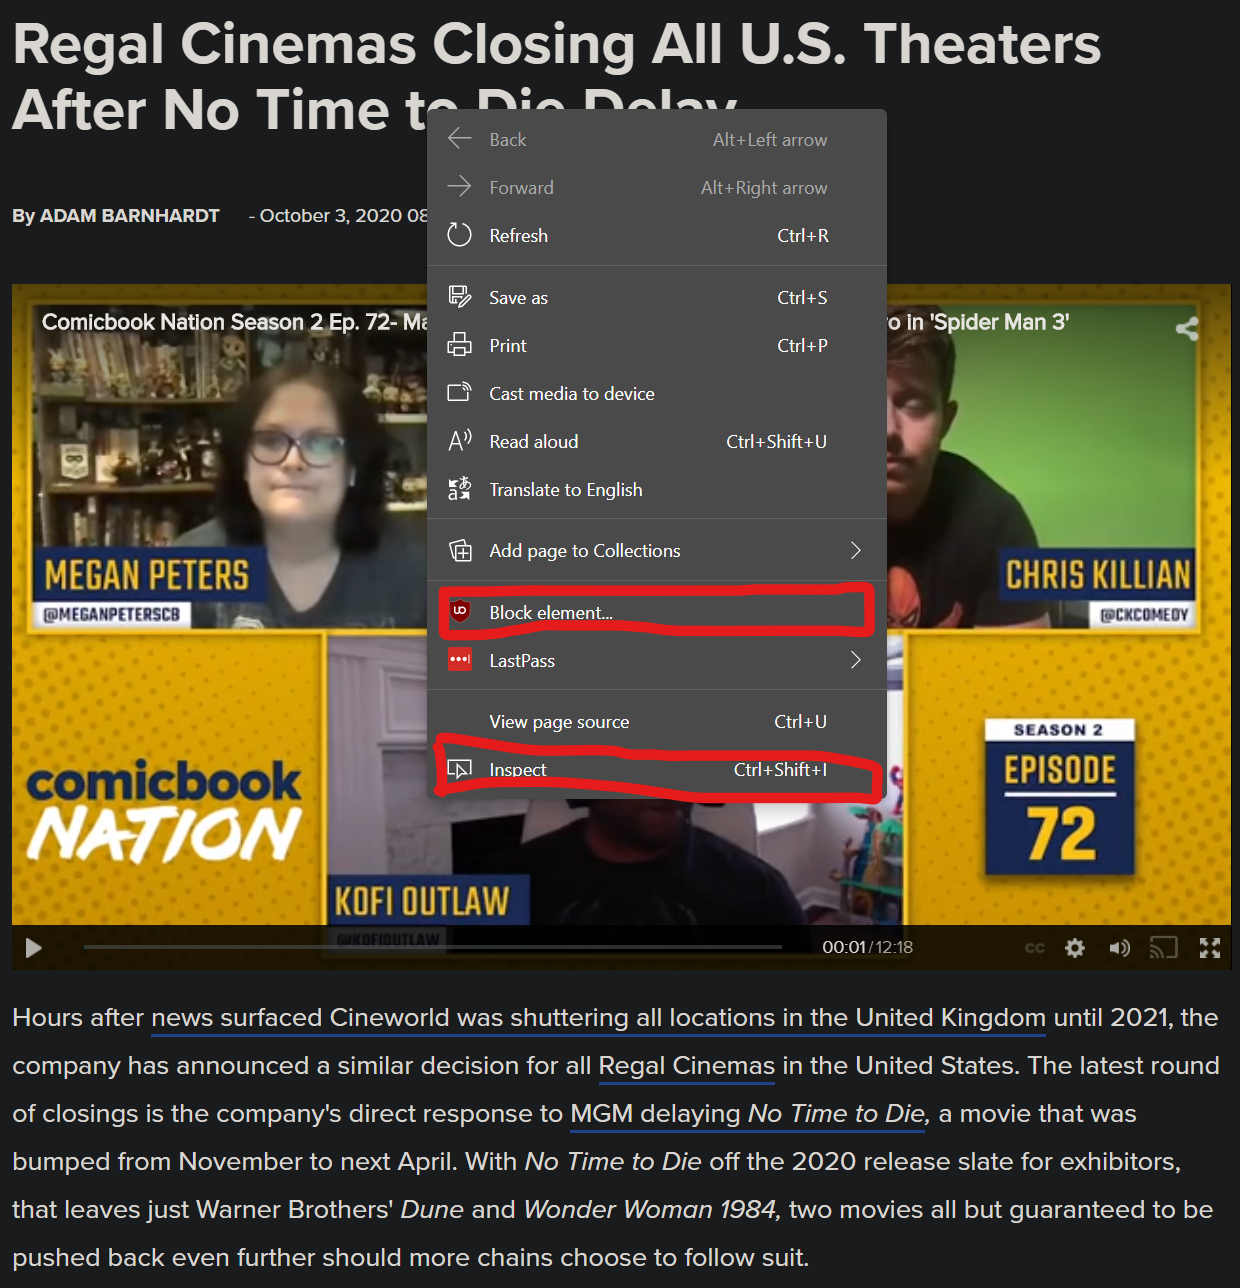 Regal Cinemas Closing All U.S. Theaters
After No Time to Die Delay
By ADAM BARNHARDT - October 3, 2020 08
Back Alt+Left arrow
Forward Alt+Right arrow
Refresh Ctrl+R
Save as Ctrl+S
Print Ctrl+P
Cast media to device
Read aloud Ctrl+Shift+U
Translate to English
Add page to Collections
Block element...
LastPass
View page source Ctrl+U
Inspect Ctrl+Shift+I
Comicbook Nation Season 2 Ep. 72- Ma
o in 'Spider Man 3'
MEGAN PETERS
@MEGANPETERSCB
CHRIS KILLIAN
@CKCOMEDY
comicbook
NATION
KOFI OUTLAW
@KOFIOUTLAW
SEASON 2
EPISODE
72
00:01/12:18
CC
Hours after news surfaced Cineworld was shuttering all locations in the United Kingdom until 2021, the
company has announced a similar decision for all Regal Cinemas in the United States. The latest round
of closings is the company's direct response to MGM delaying No Time to Die, a movie that was
bumped from November to next April. With No Time to Die off the 2020 release slate for exhibitors,
that leaves just Warner Brothers' Dune and Wonder Woman 1984, two movies all but guaranteed to be
pushed back even further should more chains choose to follow suit.